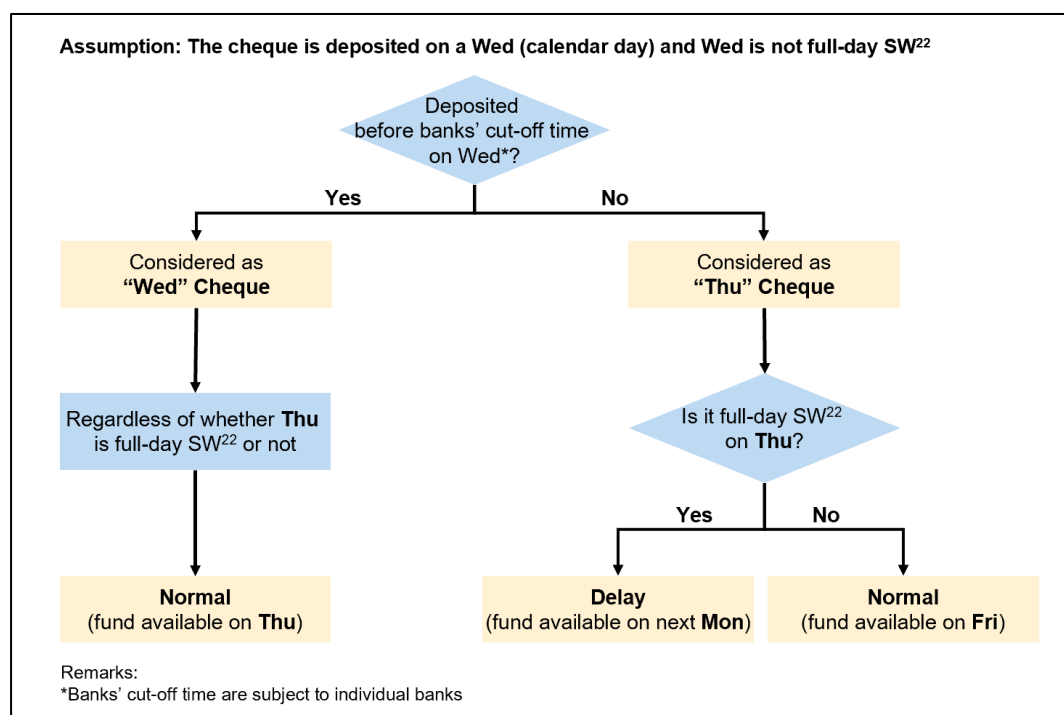 Assumption: The cheque is deposited on a Wed (calendar day) and Wed is not full-day SW²²
Deposited
before banks’ cut-off time
on Wed*?
Yes
No
Considered as
“Wed” Cheque
Considered as
“Thu” Cheque
Regardless of whether Thu
is full-day SW²² or not
Is it full-day SW²²
on Thu?
Yes
No
Normal
(fund available on Thu)
Delay
(fund available on next Mon)
Normal
(fund available on Fri)
Remarks:
*Banks’ cut-off time are subject to individual banks